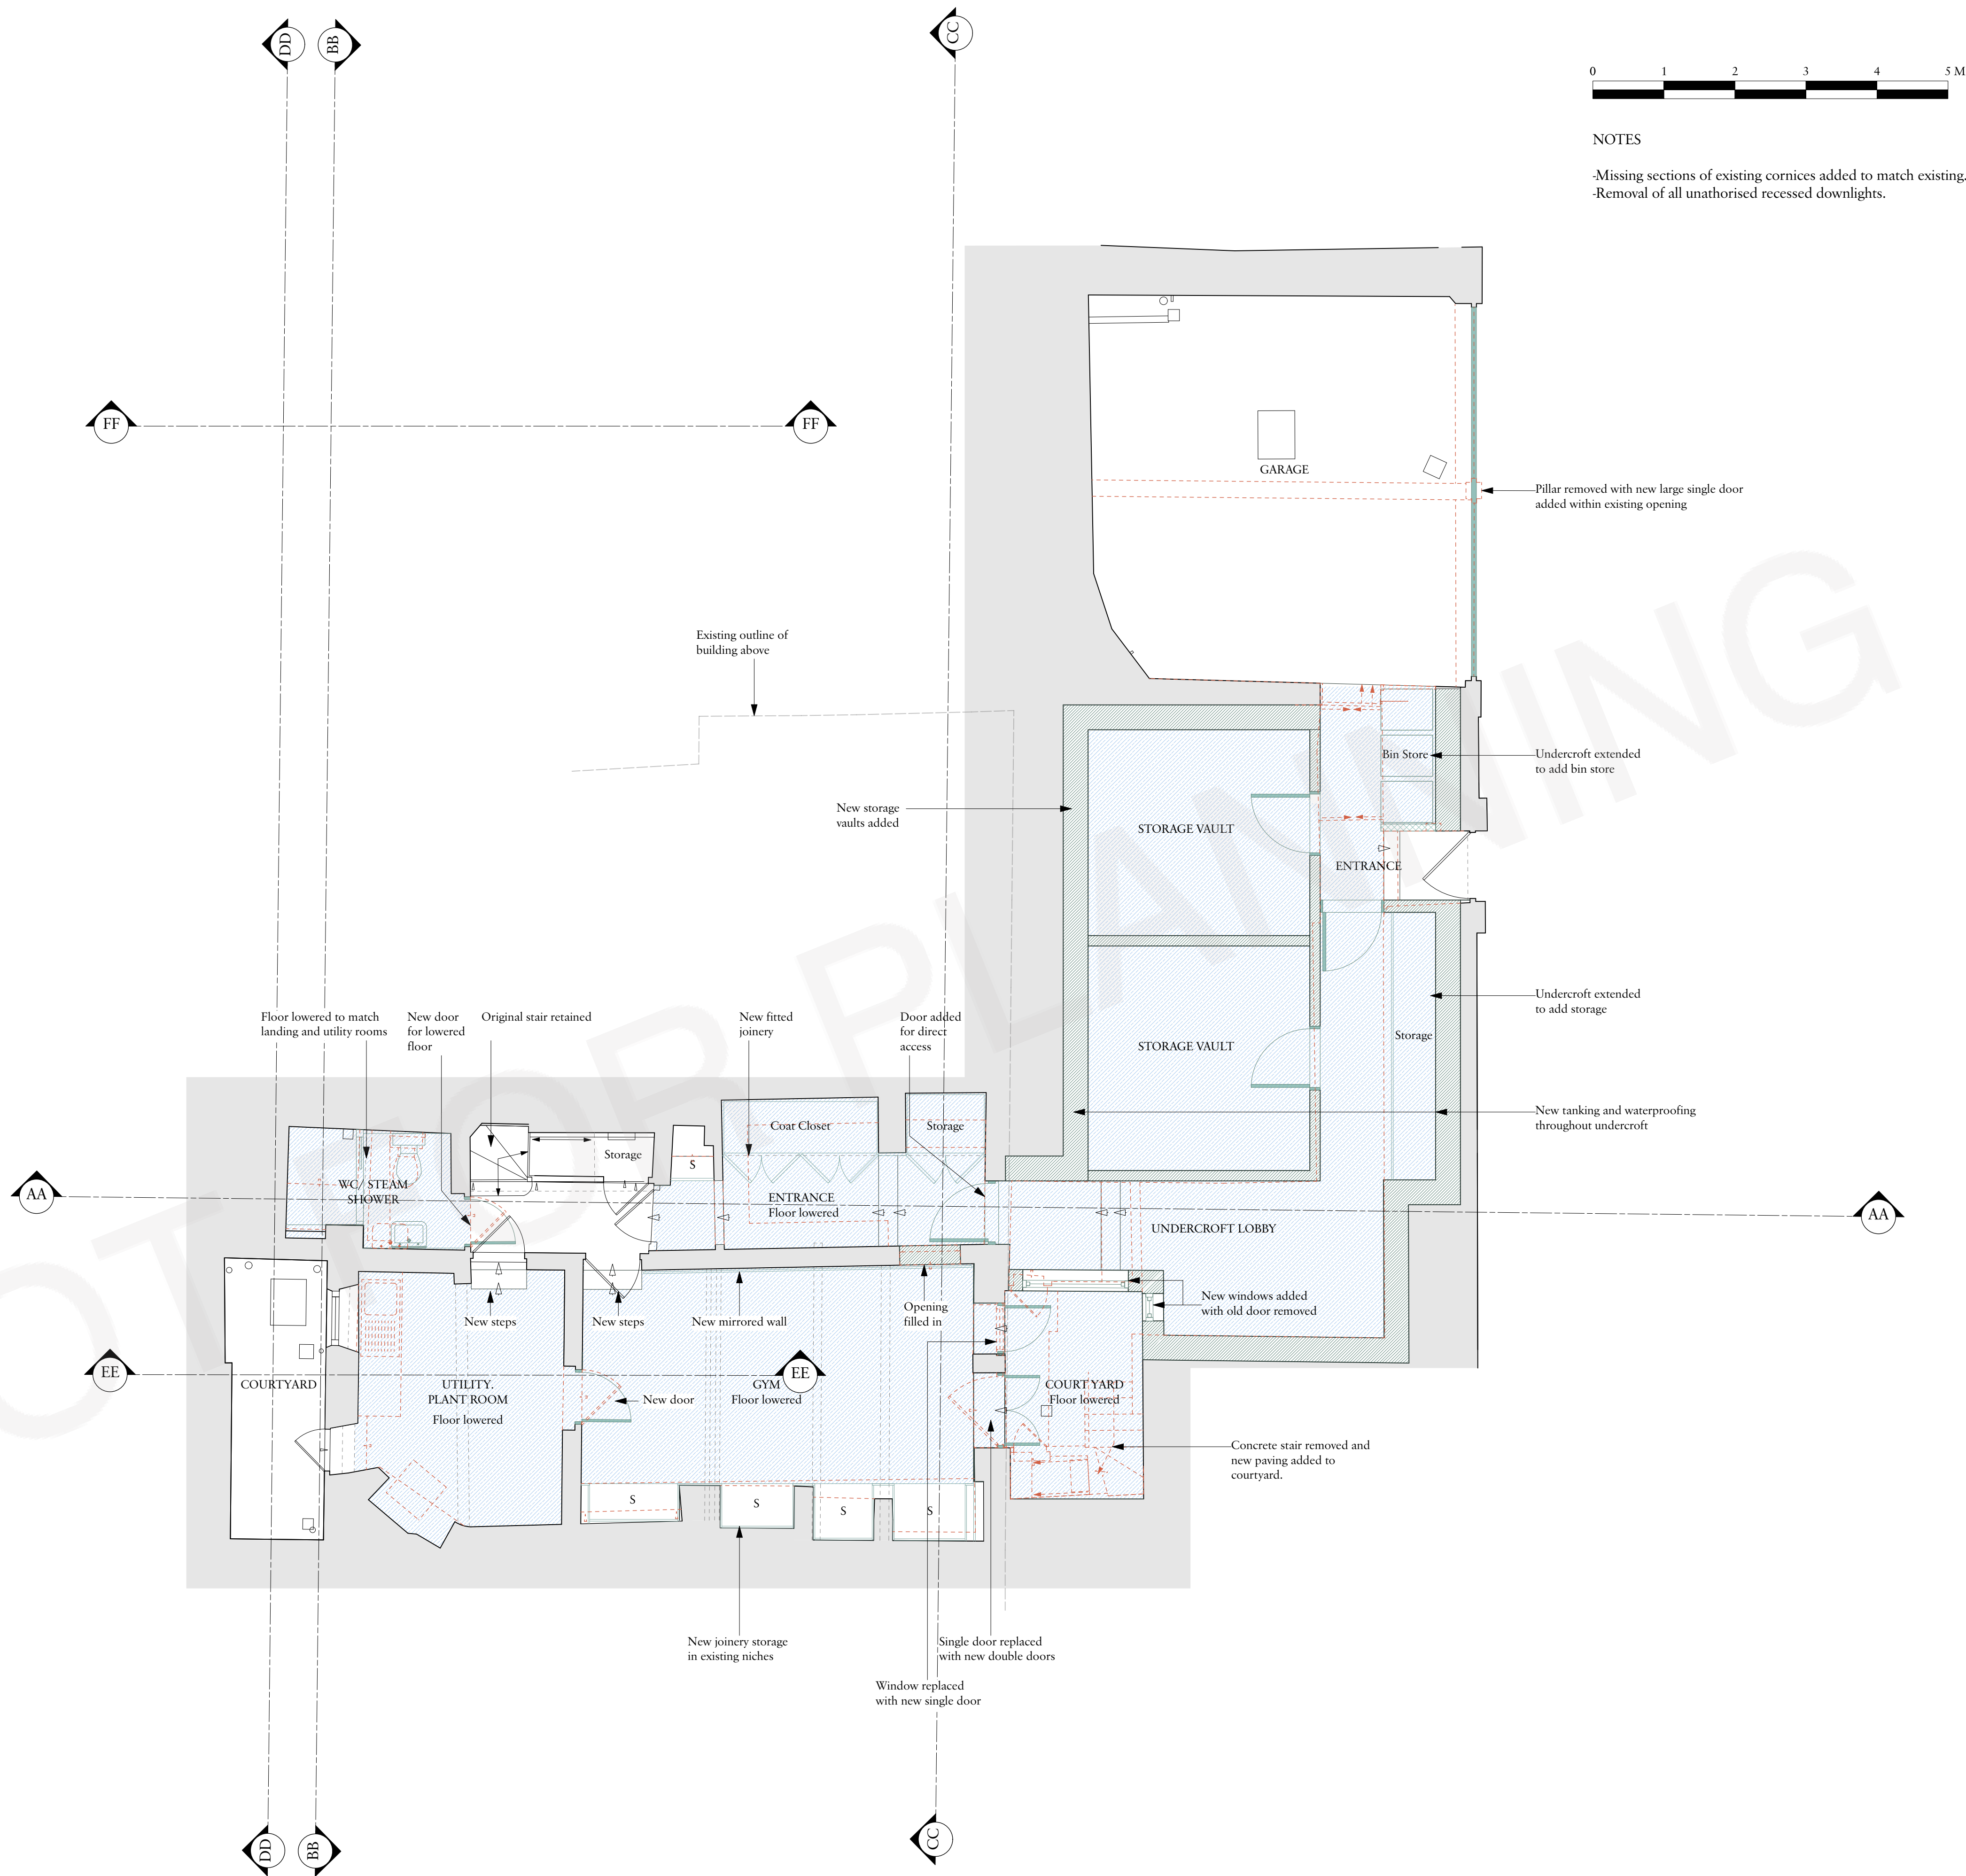 DD
BB
CC
0 1 2 3 4 5 M
NOTES
-Missing sections of existing cornices added to match existing.
-Removal of all unathorised recessed downlights.
FF
FF
GARAGE
Pillar removed with new large single door
added within existing opening
Existing outline of
building above
Bin Store
Undercroft extended
to add bin store
New storage
vaults added
STORAGE VAULT
ENTRANCE
Undercroft extended
to add storage
Floor lowered to match
landing and utility rooms
New door
for lowered
floor
Original stair retained
New fitted
joinery
Door added
for direct
access
STORAGE VAULT
Storage
New tanking and waterproofing
throughout undercroft
Coat Closet
Storage
Storage
S
WC/ STEAM
SHOWER
ENTRANCE
Floor lowered
AA
AA
UNDERCROFT LOBBY
New windows added
with old door removed
New steps
New steps
New mirrored wall
Opening
filled in
EE
EE
COURTYARD
UTILITY.
PLANT ROOM
Floor lowered
New door
GYM
Floor lowered
COURT YARD
Floor lowered
Concrete stair removed and
new paving added to
courtyard.
S
S
S
S
New joinery storage
in existing niches
Single door replaced
with new double doors
Window replaced
with new single door
DD
BB
CC
OT FOR PLANNING